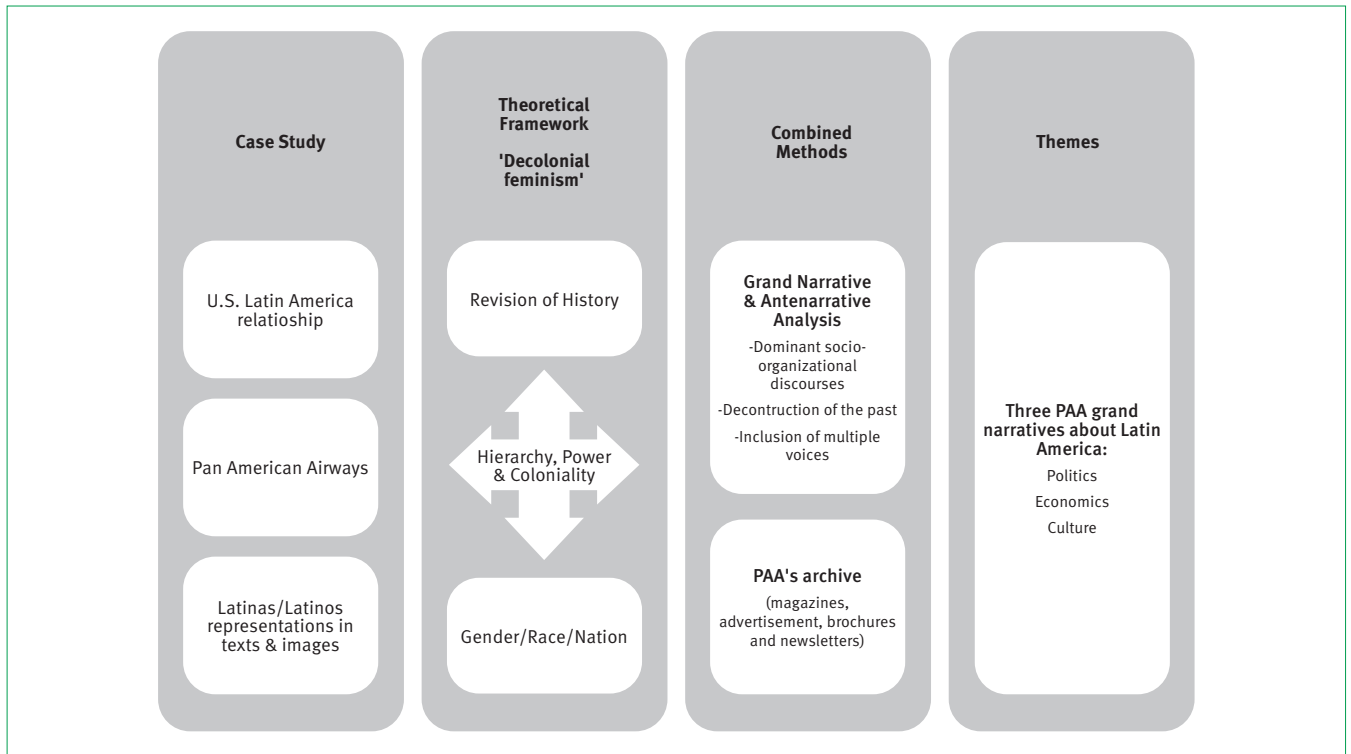 Case Study
U.S. Latin America
relatioship
Pan American Airways
Latinas/Latinos
representations in
texts & images
Theoretical
Framework
'Decolonial
feminism'
Revision of History
Hierarchy, Power
& Coloniality
Gender/Race/Nation
Combined
Methods
Grand Narrative
& Antenarrative
Analysis
-Dominant socio-
organizational
discourses
-Decontruction of the past
-Inclusion of multiple
voices
PAA's archive
(magazines,
advertisement, brochures
and newsletters)
Themes
Three PAA grand
narratives about Latin
America:
Politics
Economics
Culture